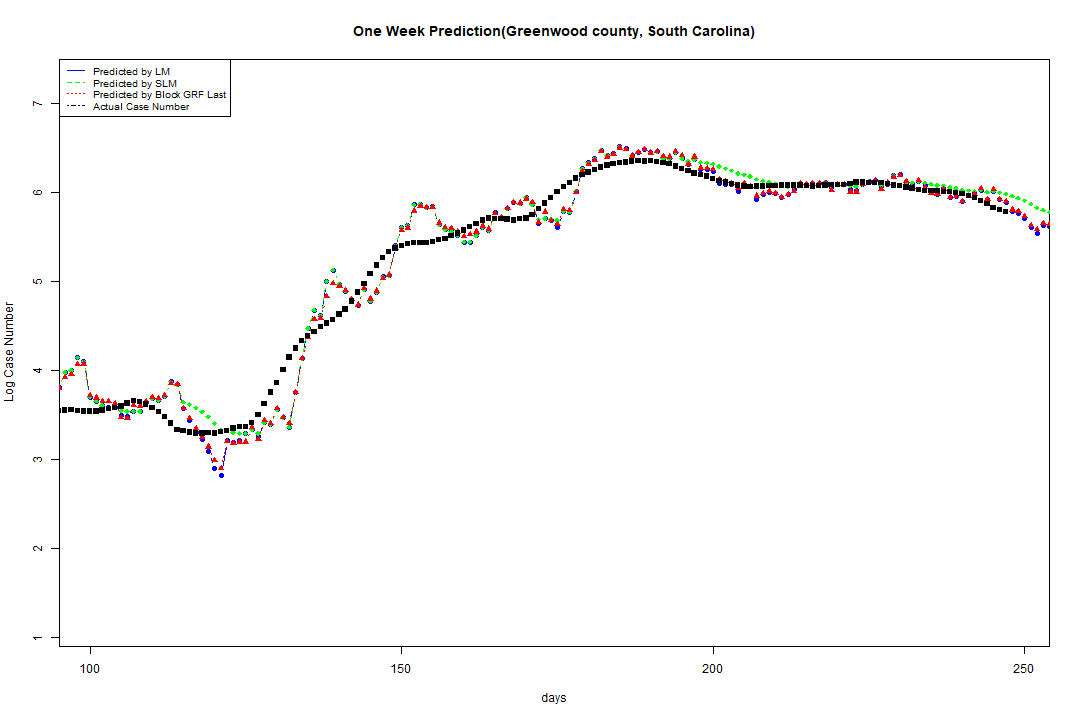 One Week Prediction(Greenwood county, South Carolina)
Predicted by LM
Predicted by SLM
Predicted by Block GRF Last
Actual Case Number
7
6
5
4
3
2
1
Log Case Number
100 150 200 250
days